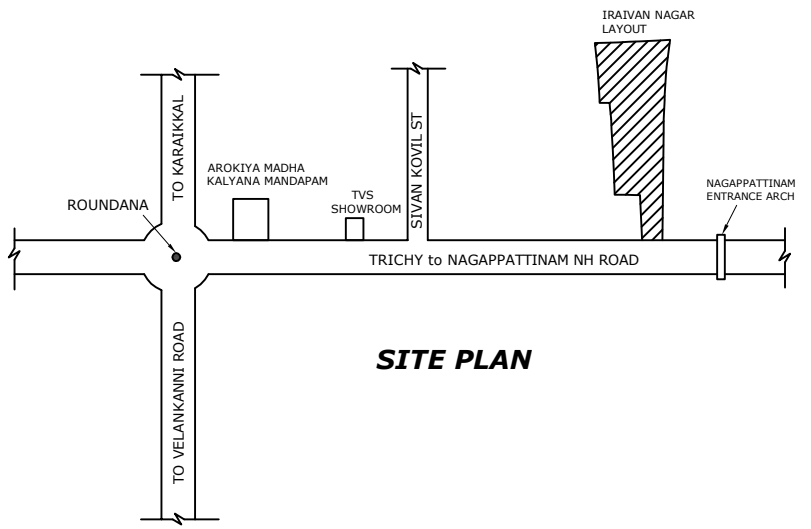 IRAIVAN NAGAR
LAYOUT
TO KARAIKKAL
SIVAN KOVIL ST
AROKIYA MADHA
KALYANA MANDAPAM
TVS
SHOWROOM
NAGAPPATTINAM
ENTRANCE ARCH
ROUNDANA
TRICHY to NAGAPPATTINAM NH ROAD
SITE PLAN
TO VELANKANNI ROAD